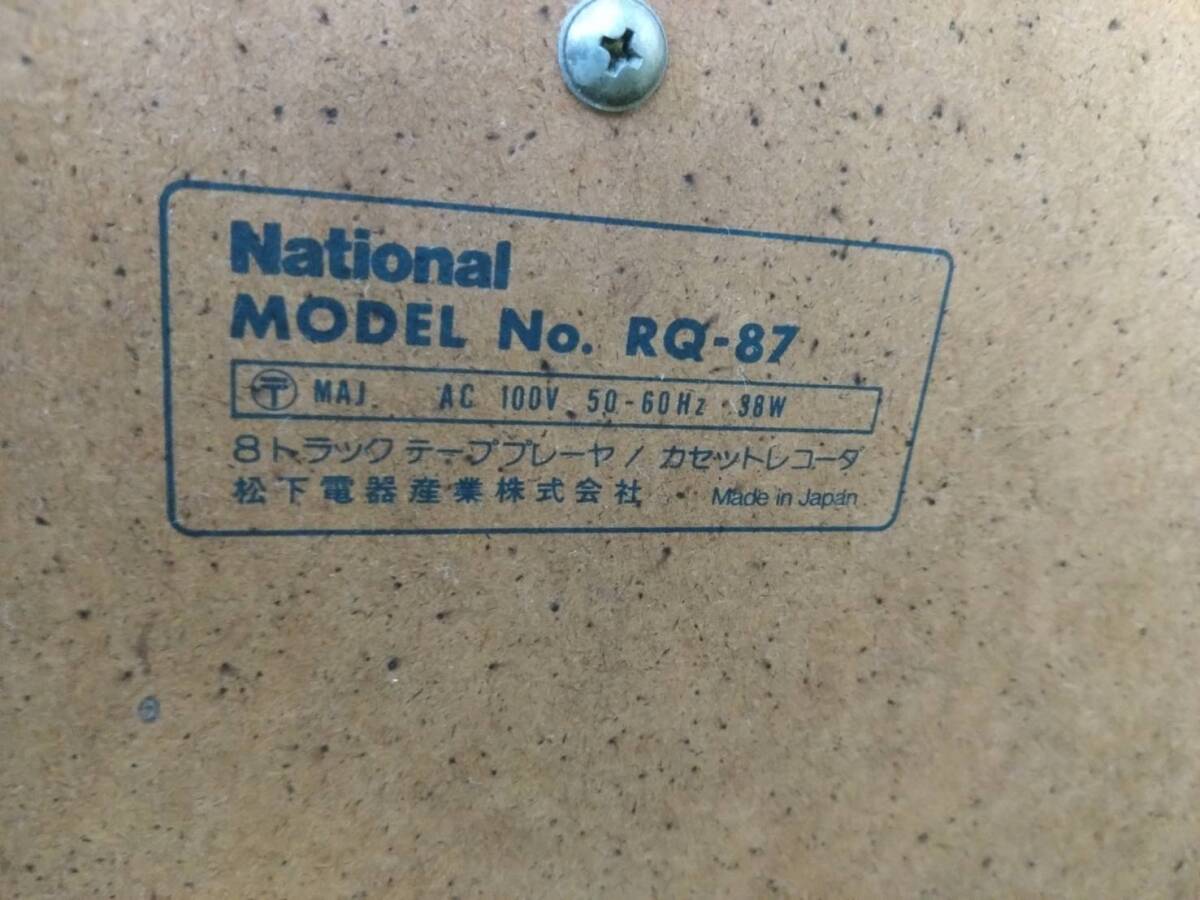 National
MODEL No. RQ-87
〒 MAJ. AC 100V 50-60Hz 38W
8トラック テーププレーヤ / カセットレコーダ
松下電器産業株式会社 Made in Japan